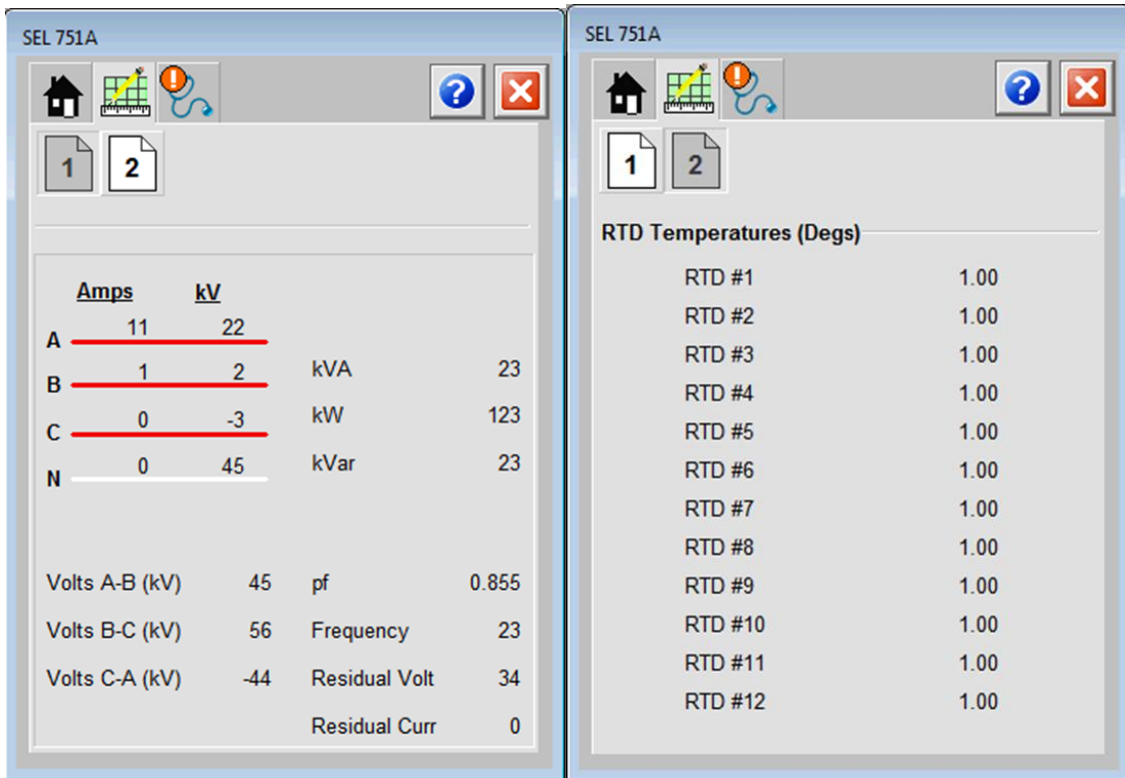 SEL 751A
1 2
Amps kV
A 11 22
B 1 2 kVA 23
C 0 -3 kW 123
N 0 45 kVar 23
Volts A-B (kV) 45 pf 0.855
Volts B-C (kV) 56 Frequency 23
Volts C-A (kV) -44 Residual Volt 34
Residual Curr 0
SEL 751A
1 2
RTD Temperatures (Degs)
RTD #1 1.00
RTD #2 1.00
RTD #3 1.00
RTD #4 1.00
RTD #5 1.00
RTD #6 1.00
RTD #7 1.00
RTD #8 1.00
RTD #9 1.00
RTD #10 1.00
RTD #11 1.00
RTD #12 1.00